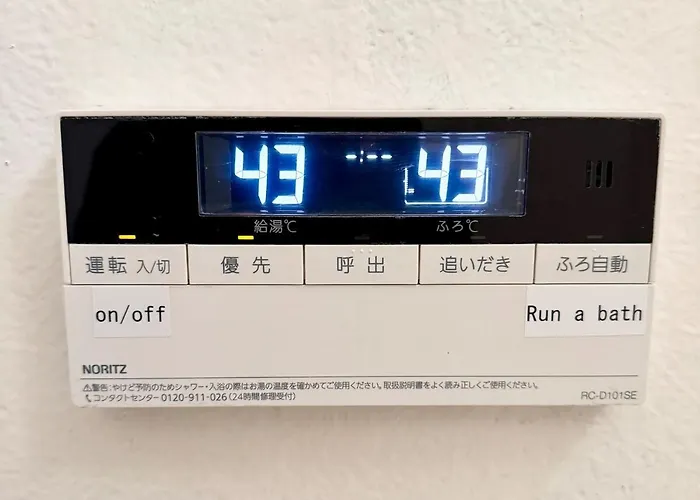 43 -:-- 43
給湯℃ ふろ℃
運転 入/切 優先 呼出 追いだき ふろ自動
on/off Run a bath
NORITZ
⚠警告:やけど予防のためシャワー・入浴の際はお湯の温度を確かめてご使用ください。取扱説明書をよく読み正しくご使用ください。
コンタクトセンター 0120-911-026(24時間修理受付) RC-D101SE